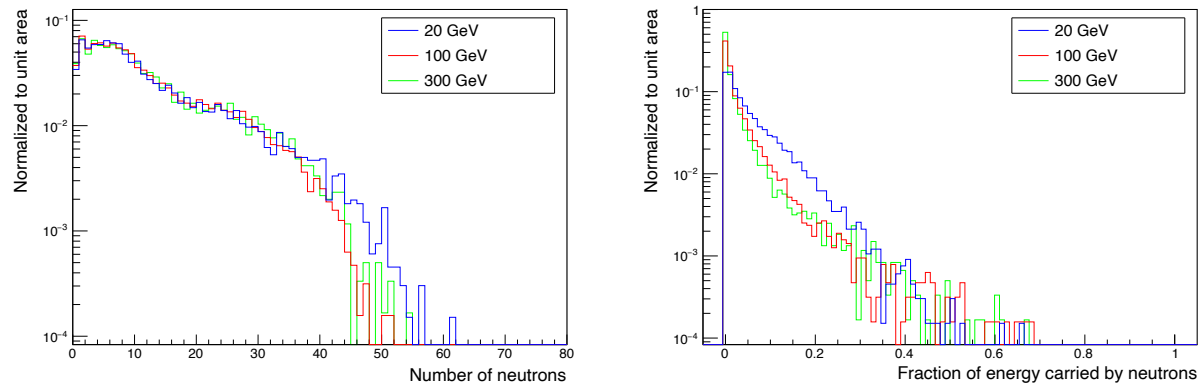 Normalized to unit area
10⁻¹
10⁻²
10⁻³
10⁻⁴
20 GeV
100 GeV
300 GeV
0 10 20 30 40 50 60 70 80
Number of neutrons
Normalized to unit area
1
10⁻¹
10⁻²
10⁻³
10⁻⁴
20 GeV
100 GeV
300 GeV
0 0.2 0.4 0.6 0.8 1
Fraction of energy carried by neutrons